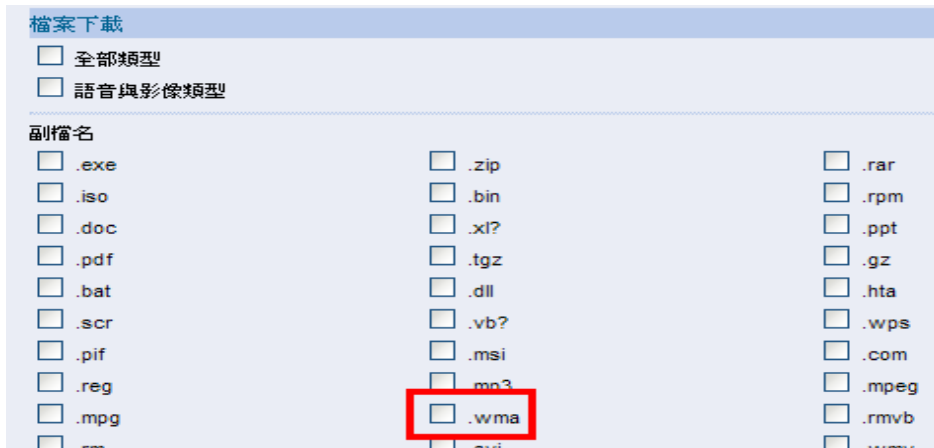 檔案下載
全部類型
語音與影像類型
副檔名
.exe .zip .rar
.iso .bin .rpm
.doc .xl? .ppt
.pdf .tgz .gz
.bat .dll .hta
.scr .vb? .wps
.pif .msi .com
.reg .mp3 .mpeg
.mpg .wma .rmvb